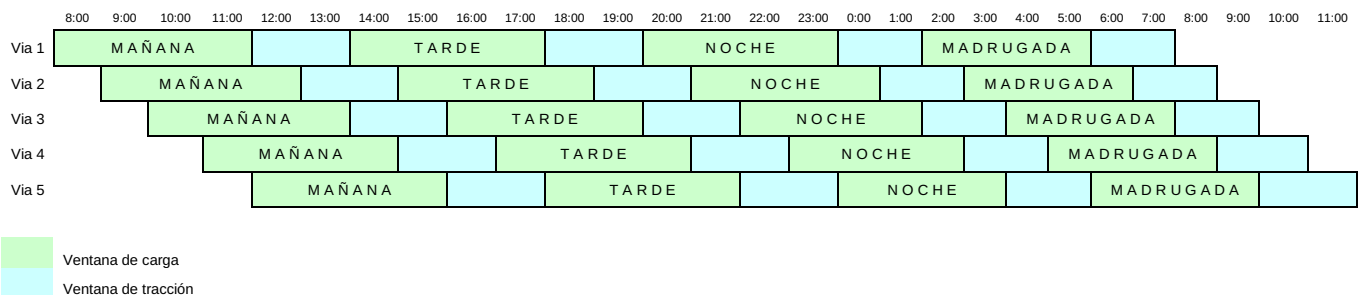 8:00 9:00 10:00 11:00 12:00 13:00 14:00 15:00 16:00 17:00 18:00 19:00 20:00 21:00 22:00 23:00 0:00 1:00 2:00 3:00 4:00 5:00 6:00 7:00 8:00 9:00 10:00 11:00
Via 1 MAÑANA TARDE NOCHE MADRUGADA
Via 2 MAÑANA TARDE NOCHE MADRUGADA
Via 3 MAÑANA TARDE NOCHE MADRUGADA
Via 4 MAÑANA TARDE NOCHE MADRUGADA
Via 5 MAÑANA TARDE NOCHE MADRUGADA
Ventana de carga
Ventana de tracción